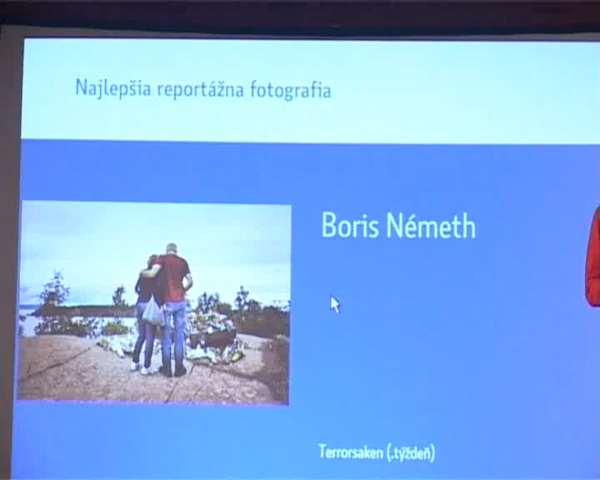 Najlepšia reportážna fotografia
Boris Németh
Terrorsaken (.týždeň)